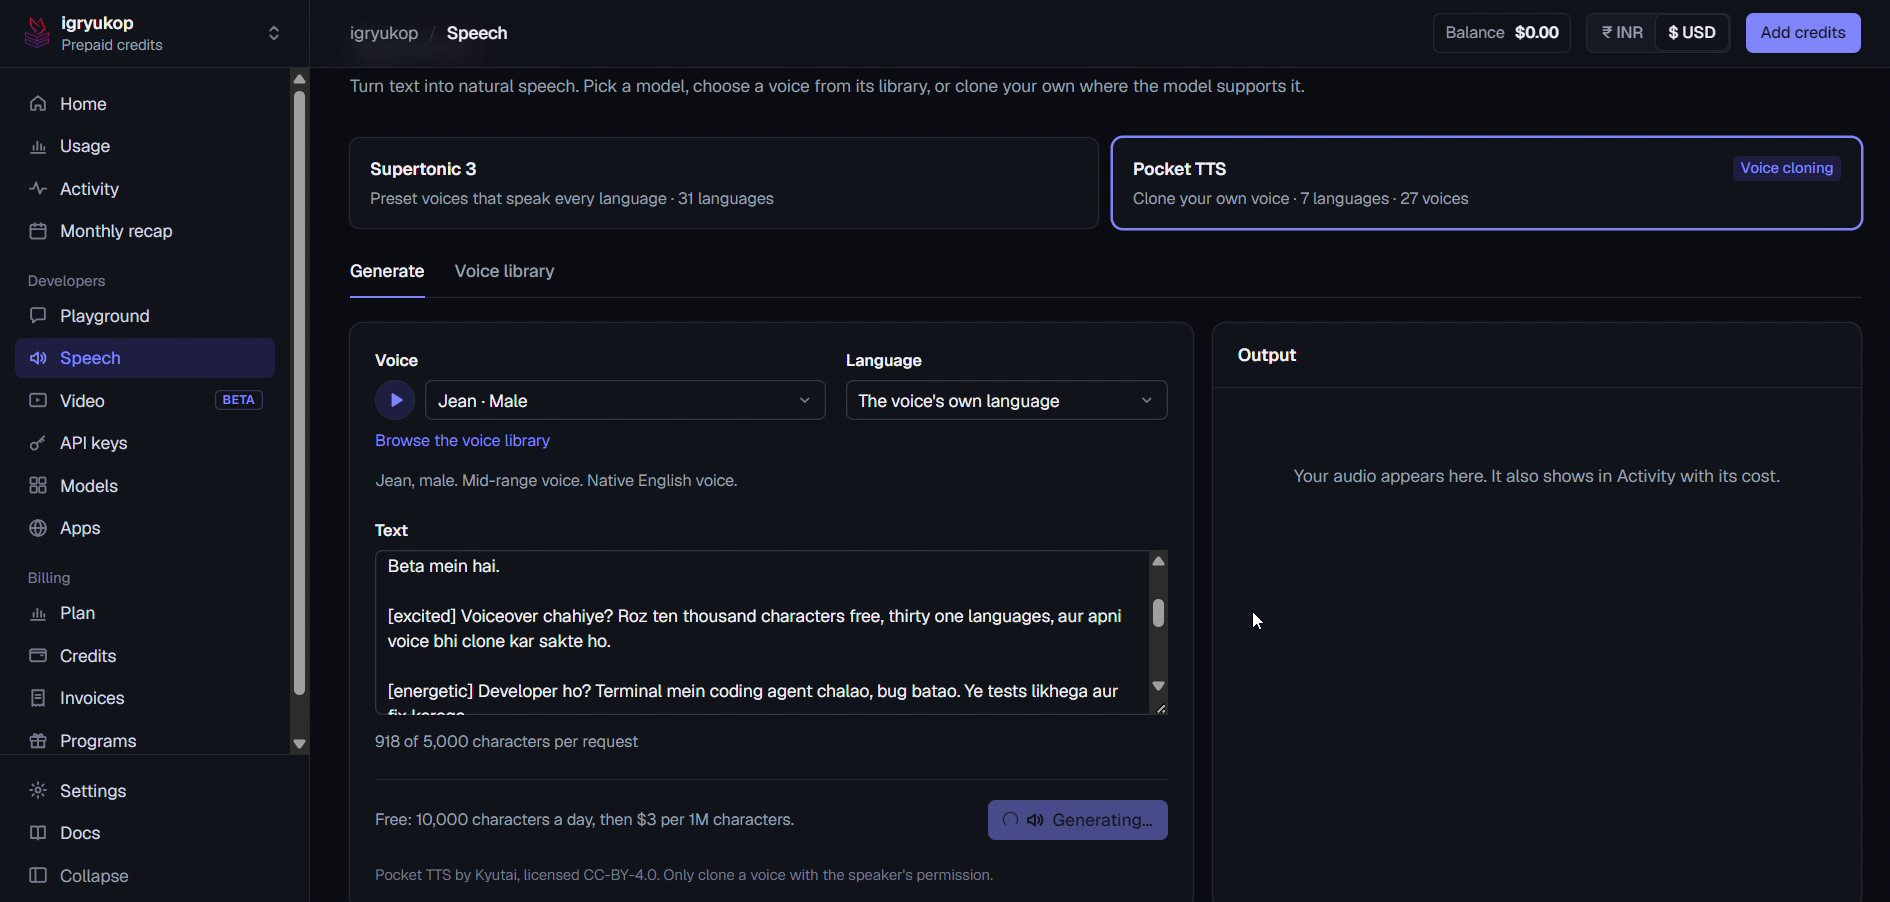 igryukop
Prepaid credits
igryukop / Speech
Balance $0.00
₹ INR
$ USD
Add credits
Home
Usage
Activity
Monthly recap
Developers
Playground
Speech
Video BETA
API keys
Models
Apps
Billing
Plan
Credits
Invoices
Programs
Settings
Docs
Collapse
Turn text into natural speech. Pick a model, choose a voice from its library, or clone your own where the model supports it.
Supertonic 3
Preset voices that speak every language · 31 languages
Pocket TTS
Voice cloning
Clone your own voice · 7 languages · 27 voices
Generate
Voice library
Voice
Jean · Male
Language
The voice's own language
Browse the voice library
Jean, male. Mid-range voice. Native English voice.
Text
Beta mein hai.
[excited] Voiceover chahiye? Roz ten thousand characters free, thirty one languages, aur apni
voice bhi clone kar sakte ho.
[energetic] Developer ho? Terminal mein coding agent chalao, bug batao. Ye tests likhega aur
fix karega
918 of 5,000 characters per request
Free: 10,000 characters a day, then $3 per 1M characters.
Generating...
Pocket TTS by Kyutai, licensed CC-BY-4.0. Only clone a voice with the speaker's permission.
Output
Your audio appears here. It also shows in Activity with its cost.